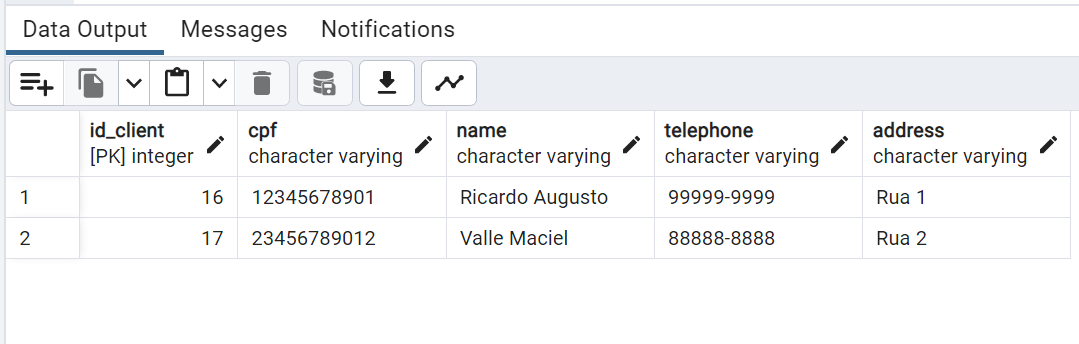 Data Output Messages Notifications
id_client cpf name telephone address
[PK] integer character varying character varying character varying character varying
1 16 12345678901 Ricardo Augusto 99999-9999 Rua 1
2 17 23456789012 Valle Maciel 88888-8888 Rua 2